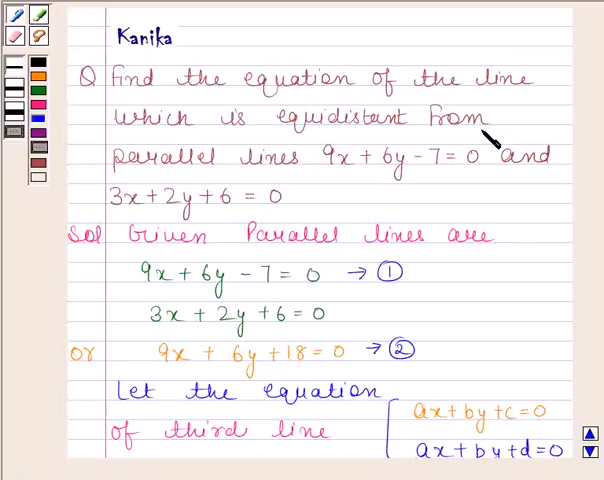 Kanika
Q Find the equation of the line
which is equidistant from
parallel lines 9x + 6y - 7 = 0 and
3x + 2y + 6 = 0
Sol Given Parallel lines are
9x + 6y - 7 = 0 → ①
3x + 2y + 6 = 0
or 9x + 6y + 18 = 0 → ②
Let the equation
of third line
ax + by + c = 0
ax + by + d = 0